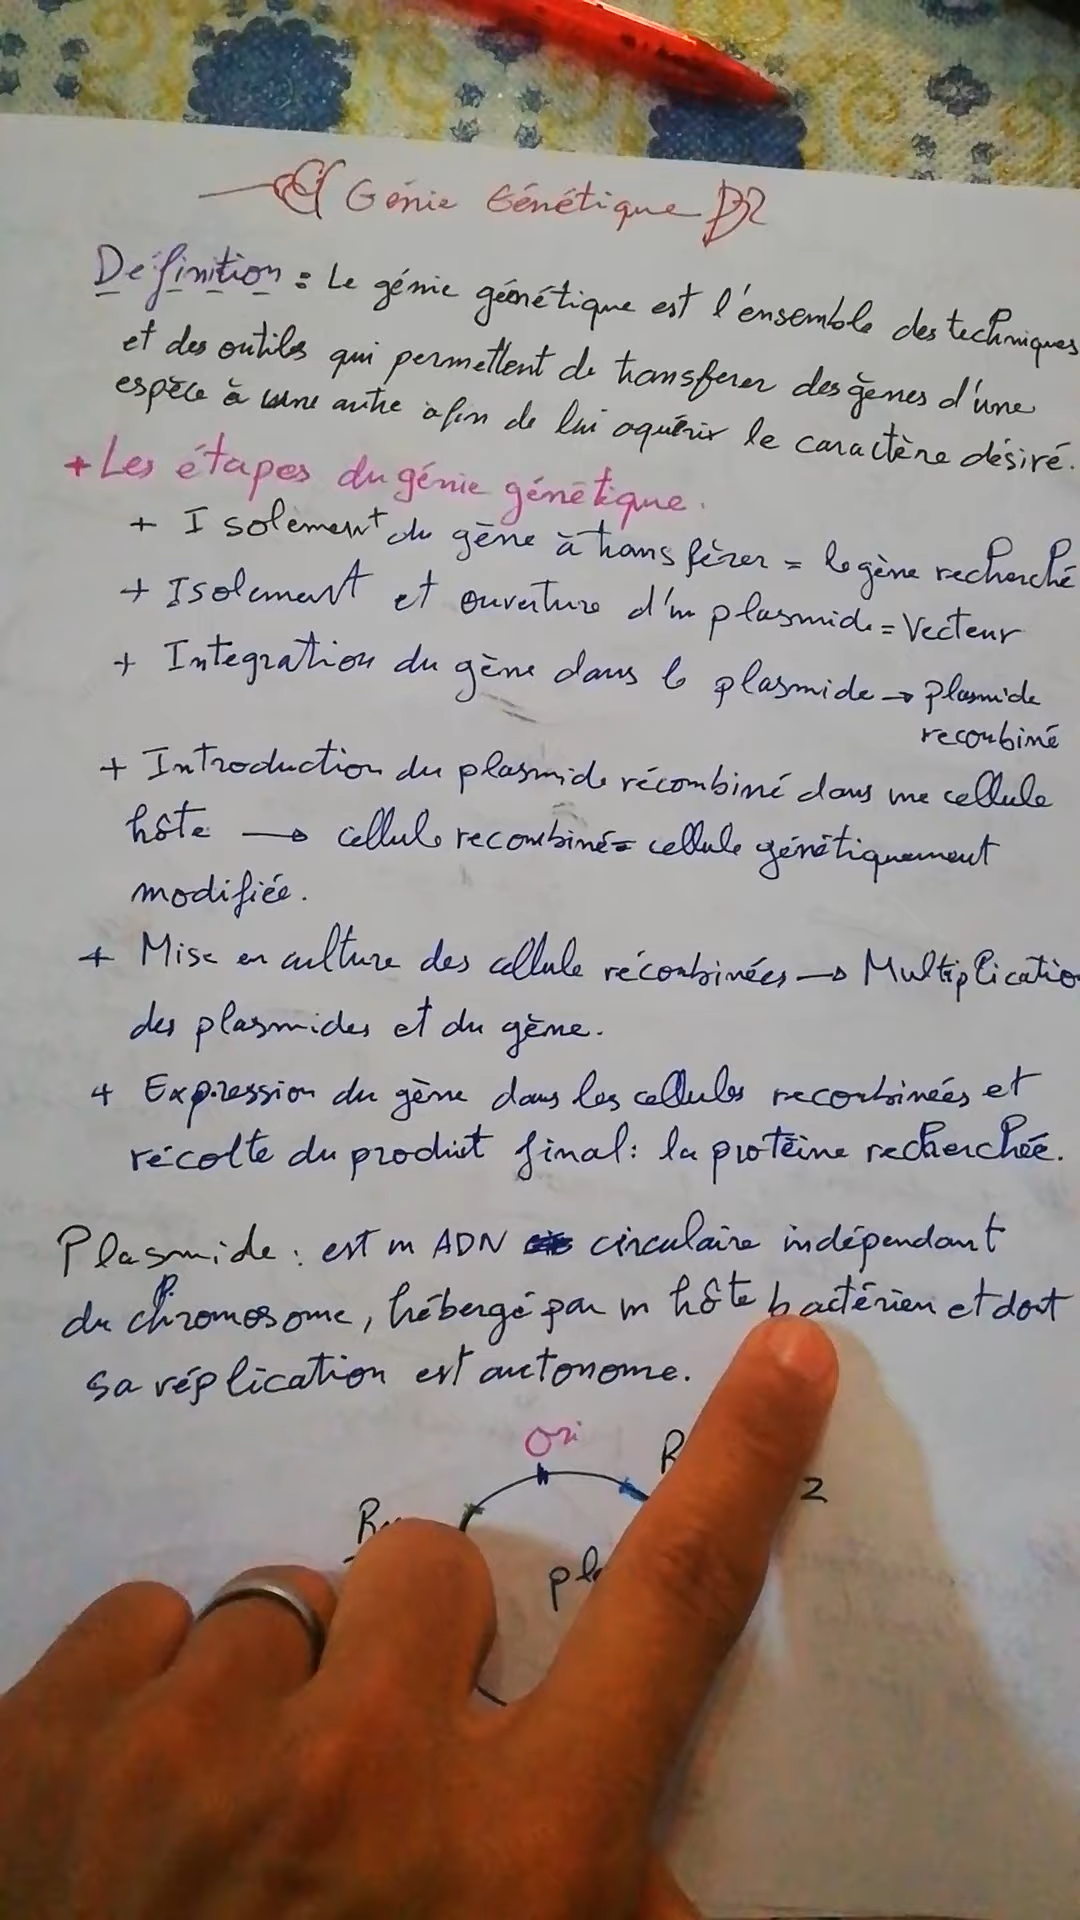 Génie Génétique
Définition : Le génie génétique est l'ensemble des techniques
et des outils qui permettent de transferer des gènes d'une
espèce à une autre afin de lui aquérir le caractère désiré.
+ Les étapes du génie génétique.
+ Isolement du gène à transférer = le gène recherché
+ Isolement et ouverture d'un plasmide = Vecteur
+ Integration du gène dans le plasmide → plasmide
recombiné
+ Introduction du plasmide récombiné dans une cellule
hôte → cellule recombiné = cellule génétiquement
modifiée.
+ Mise en culture des cellule récombinées → Multiplication
des plasmides et du gène.
+ Expression du gène dans les cellules recombinées et
récolte du produit final : la protéine recherchée.
Plasmide : est un ADN circulaire indépendant
du chromosome, hébergé par un hôte bactérien et dont
sa réplication est autonome.
Ori
R
2
pla